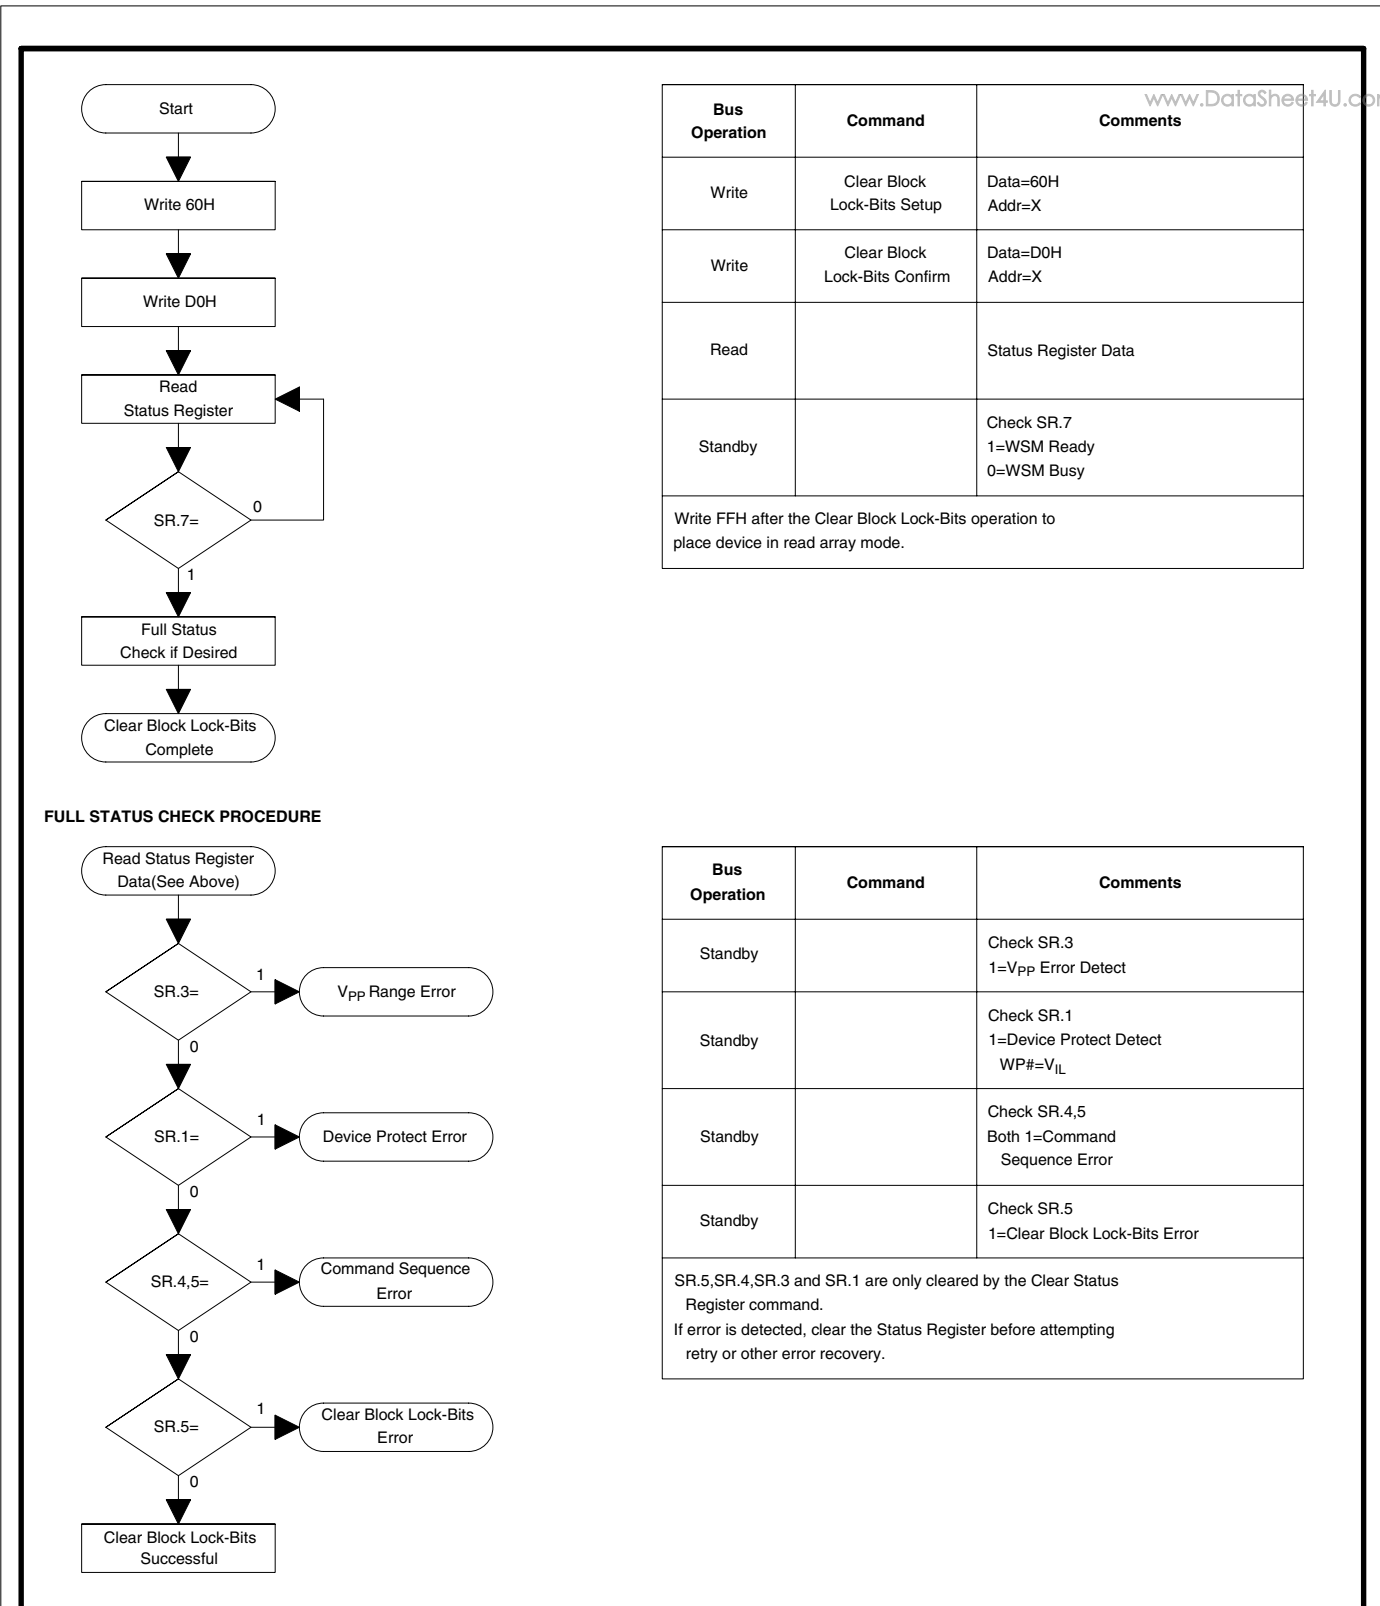 www.DataSheet4U.com
Start
Write 60H
Write D0H
Read
Status Register
SR.7=
0
1
Full Status
Check if Desired
Clear Block Lock-Bits
Complete
Bus
Operation
Command
Comments
Write
Clear Block
Lock-Bits Setup
Data=60H
Addr=X
Write
Clear Block
Lock-Bits Confirm
Data=D0H
Addr=X
Read
Status Register Data
Standby
Check SR.7
1=WSM Ready
0=WSM Busy
Write FFH after the Clear Block Lock-Bits operation to
place device in read array mode.
FULL STATUS CHECK PROCEDURE
Read Status Register
Data(See Above)
SR.3=
1
VPP Range Error
0
SR.1=
1
Device Protect Error
0
SR.4,5=
1
Command Sequence
Error
0
SR.5=
1
Clear Block Lock-Bits
Error
0
Clear Block Lock-Bits
Successful
Bus
Operation
Command
Comments
Standby
Check SR.3
1=VPP Error Detect
Standby
Check SR.1
1=Device Protect Detect
WP#=VIL
Standby
Check SR.4,5
Both 1=Command
Sequence Error
Standby
Check SR.5
1=Clear Block Lock-Bits Error
SR.5,SR.4,SR.3 and SR.1 are only cleared by the Clear Status
Register command.
If error is detected, clear the Status Register before attempting
retry or other error recovery.